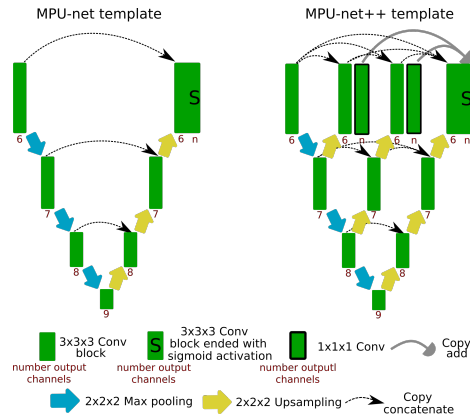 MPU-net template
MPU-net++ template
S
S
6
6
n
6
6
n
6
n
6
n
7
7
7
7
7
8
8
8
8
9
9
3x3x3 Conv
block
number output
channels
S
3x3x3 Conv
block ended with
sigmoid activation
number output
channels
1x1x1 Conv
number outputl
channels
Copy
add
2x2x2 Max pooling
2x2x2 Upsampling
Copy
concatenate